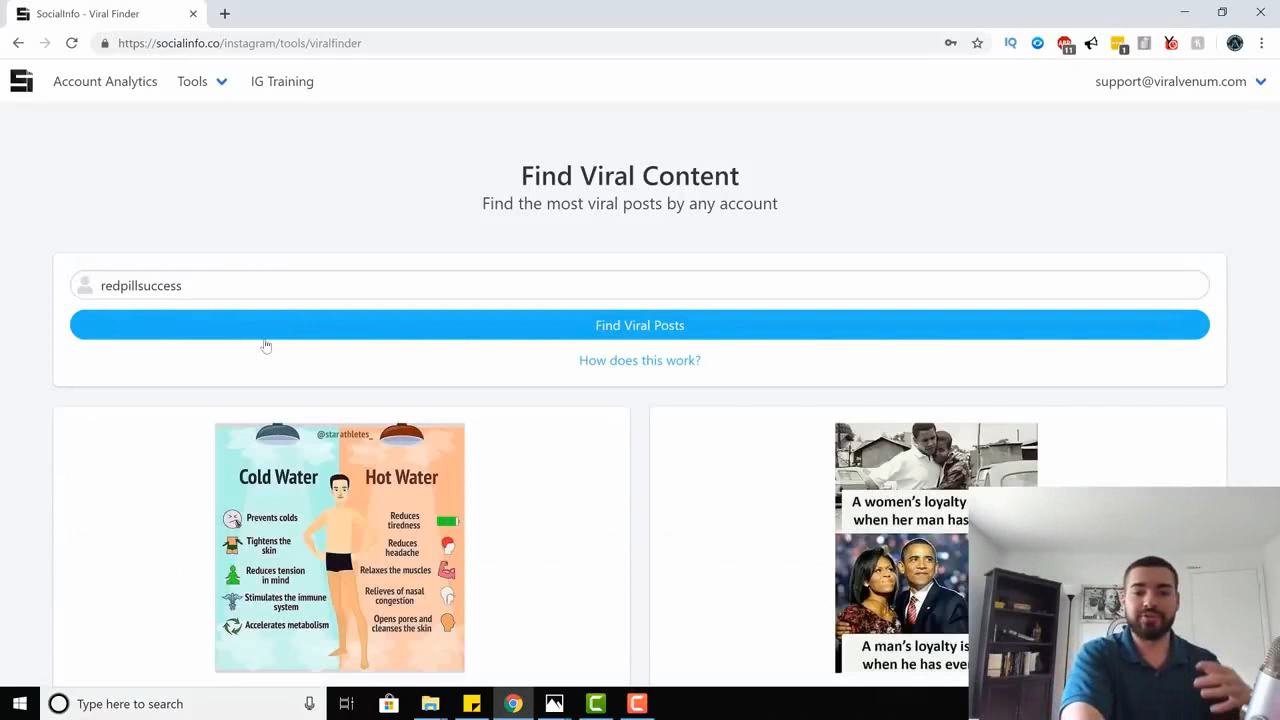 SocialInfo - Viral Finder
https://socialinfo.co/instagram/tools/viralfinder
11
1
Account Analytics
Tools
IG Training
support@viralvenum.com
Find Viral Content
Find the most viral posts by any account
redpillsuccess
Find Viral Posts
How does this work?
@starathletes_
Cold Water
Hot Water
Prevents colds
Tightens the
skin
Reduces tension
in mind
Stimulates the immune
system
Accelerates metabolism
Reduces
tiredness
Reduces
headache
Relaxes the muscles
Relieves of nasal
congestion
Opens pores and
cleanses the skin
A women's loyalty
when her man has
A man's loyalty is
when he has eve
Type here to search